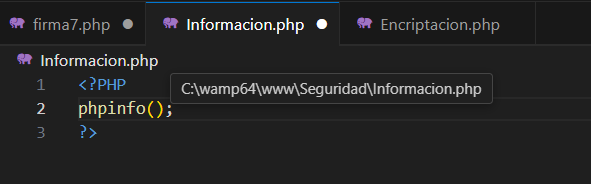 firma7.php Informacion.php Encriptacion.php
Informacion.php
1 <?PHP
C:\wamp64\www\Seguridad\Informacion.php
2 phpinfo();
3 ?>